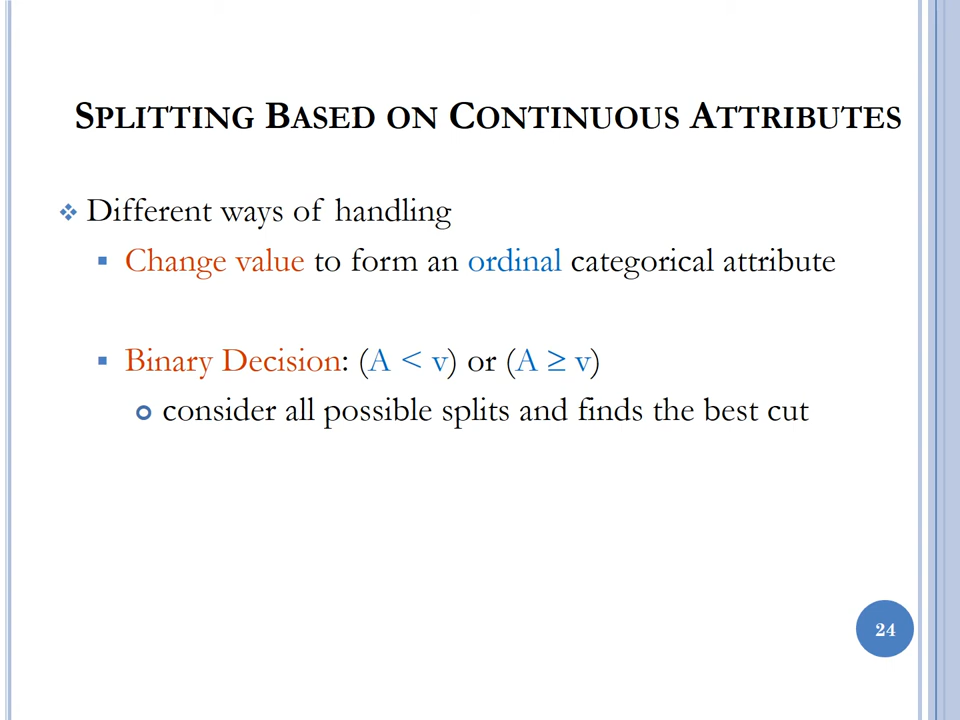 Splitting Based on Continuous Attributes
Different ways of handling
Change value to form an ordinal categorical attribute
Binary Decision: (A < v) or (A ≥ v)
consider all possible splits and finds the best cut
24